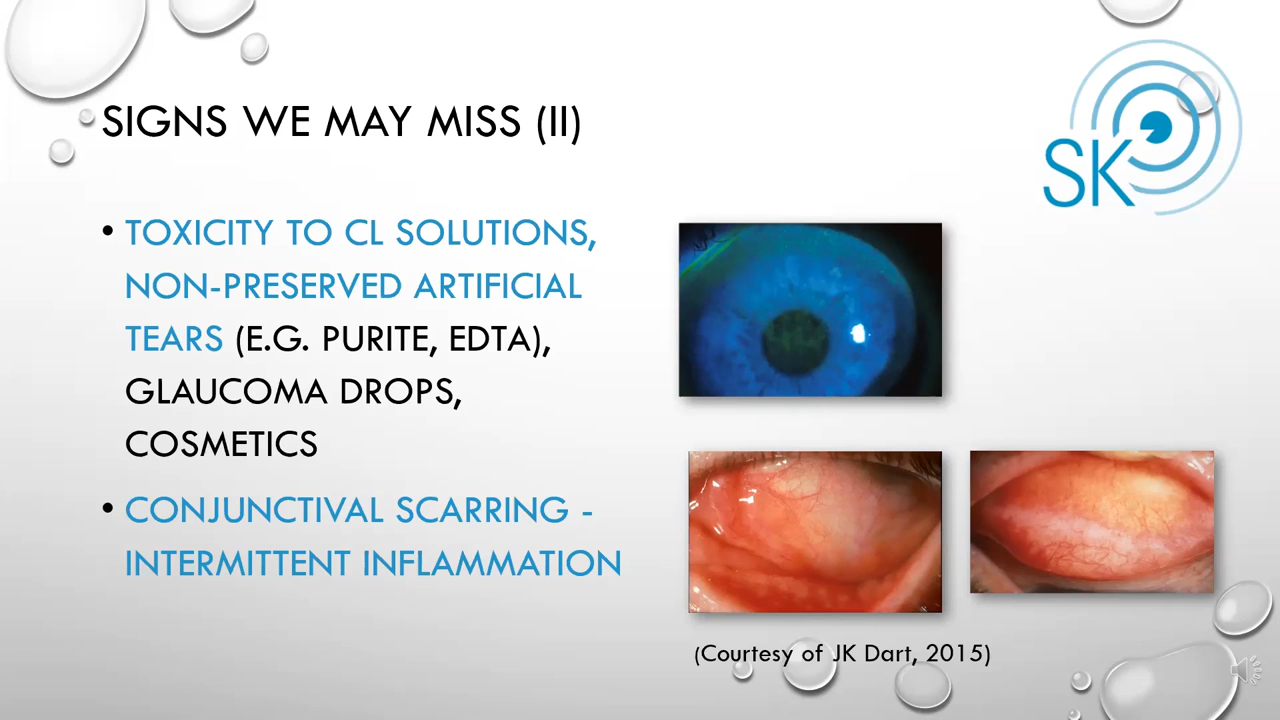 SIGNS WE MAY MISS (II)
SK
• TOXICITY TO CL SOLUTIONS,
NON-PRESERVED ARTIFICIAL
TEARS (E.G. PURITE, EDTA),
GLAUCOMA DROPS,
COSMETICS
• CONJUNCTIVAL SCARRING -
INTERMITTENT INFLAMMATION
(Courtesy of JK Dart, 2015)